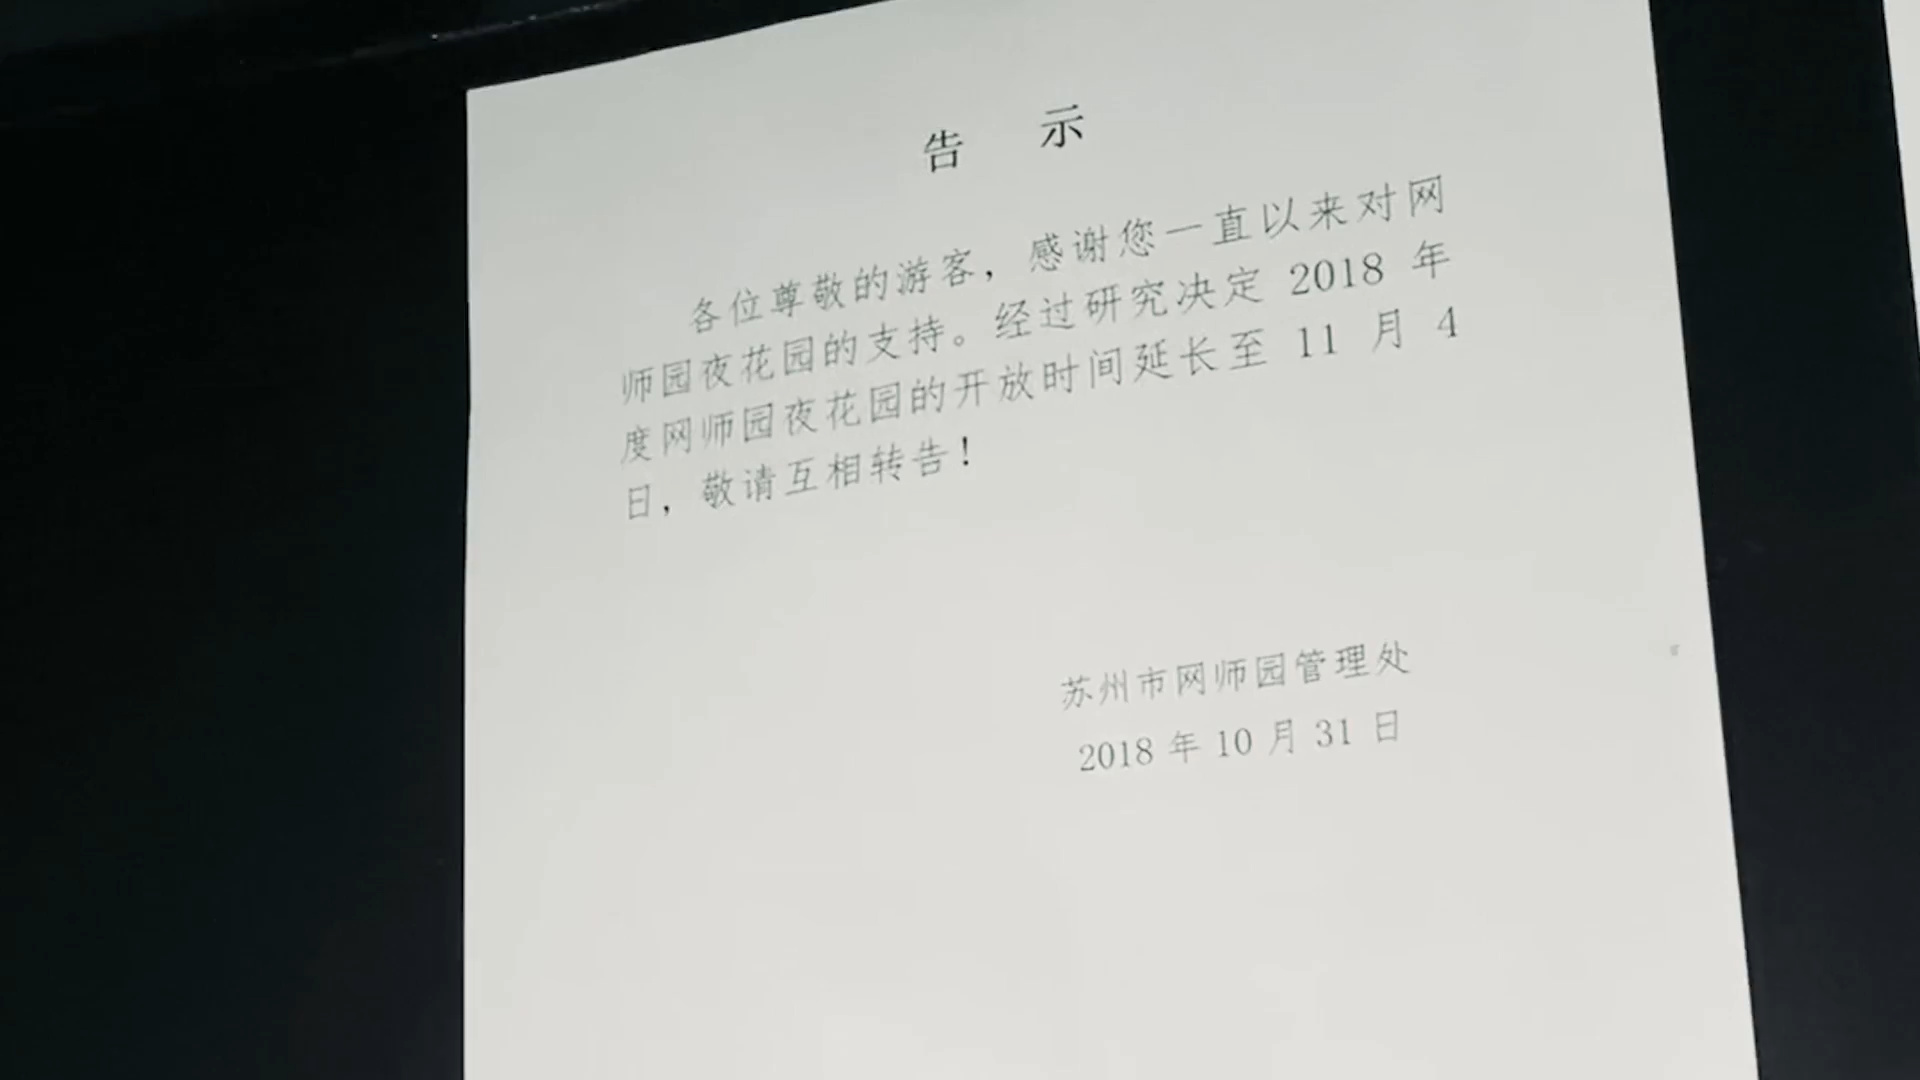 告 示
各位尊敬的游客，感谢您一直以来对网
师园夜花园的支持。经过研究决定 2018 年
度网师园夜花园的开放时间延长至 11 月 4
日，敬请互相转告！
苏州市网师园管理处
2018 年 10 月 31 日